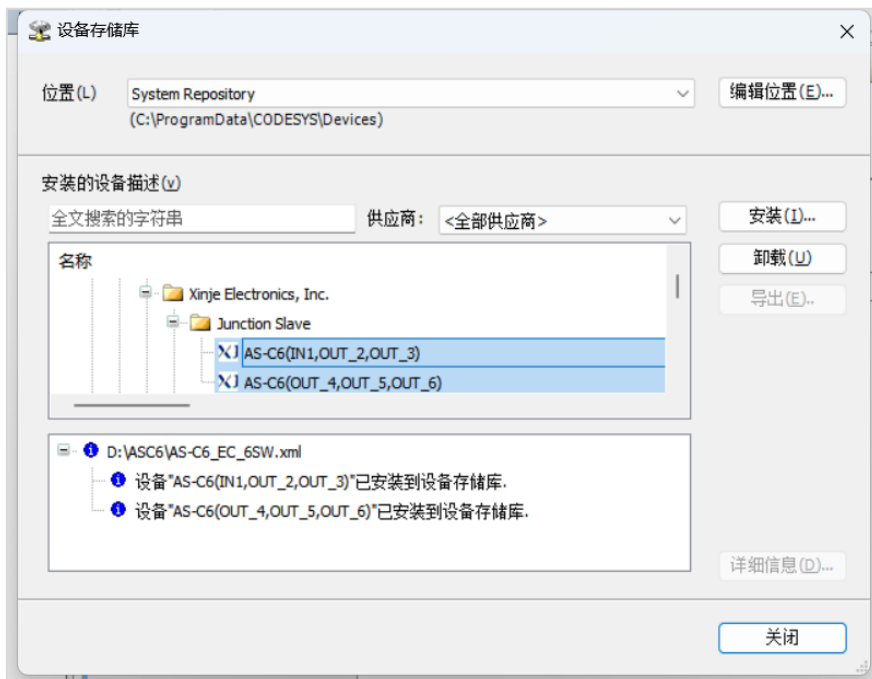 设备存储库
位置(L) System Repository 编辑位置(E)...
(C:\ProgramData\CODESYS\Devices)
安装的设备描述(v)
全文搜索的字符串 供应商: <全部供应商> 安装(I)...
名称 卸载(U)
Xinje Electronics, Inc. 导出(E)..
Junction Slave
XJ AS-C6(IN1,OUT_2,OUT_3)
XJ AS-C6(OUT_4,OUT_5,OUT_6)
D:\ASC6\AS-C6_EC_6SW.xml
设备"AS-C6(IN1,OUT_2,OUT_3)"已安装到设备存储库.
设备"AS-C6(OUT_4,OUT_5,OUT_6)"已安装到设备存储库.
详细信息(D)...
关闭